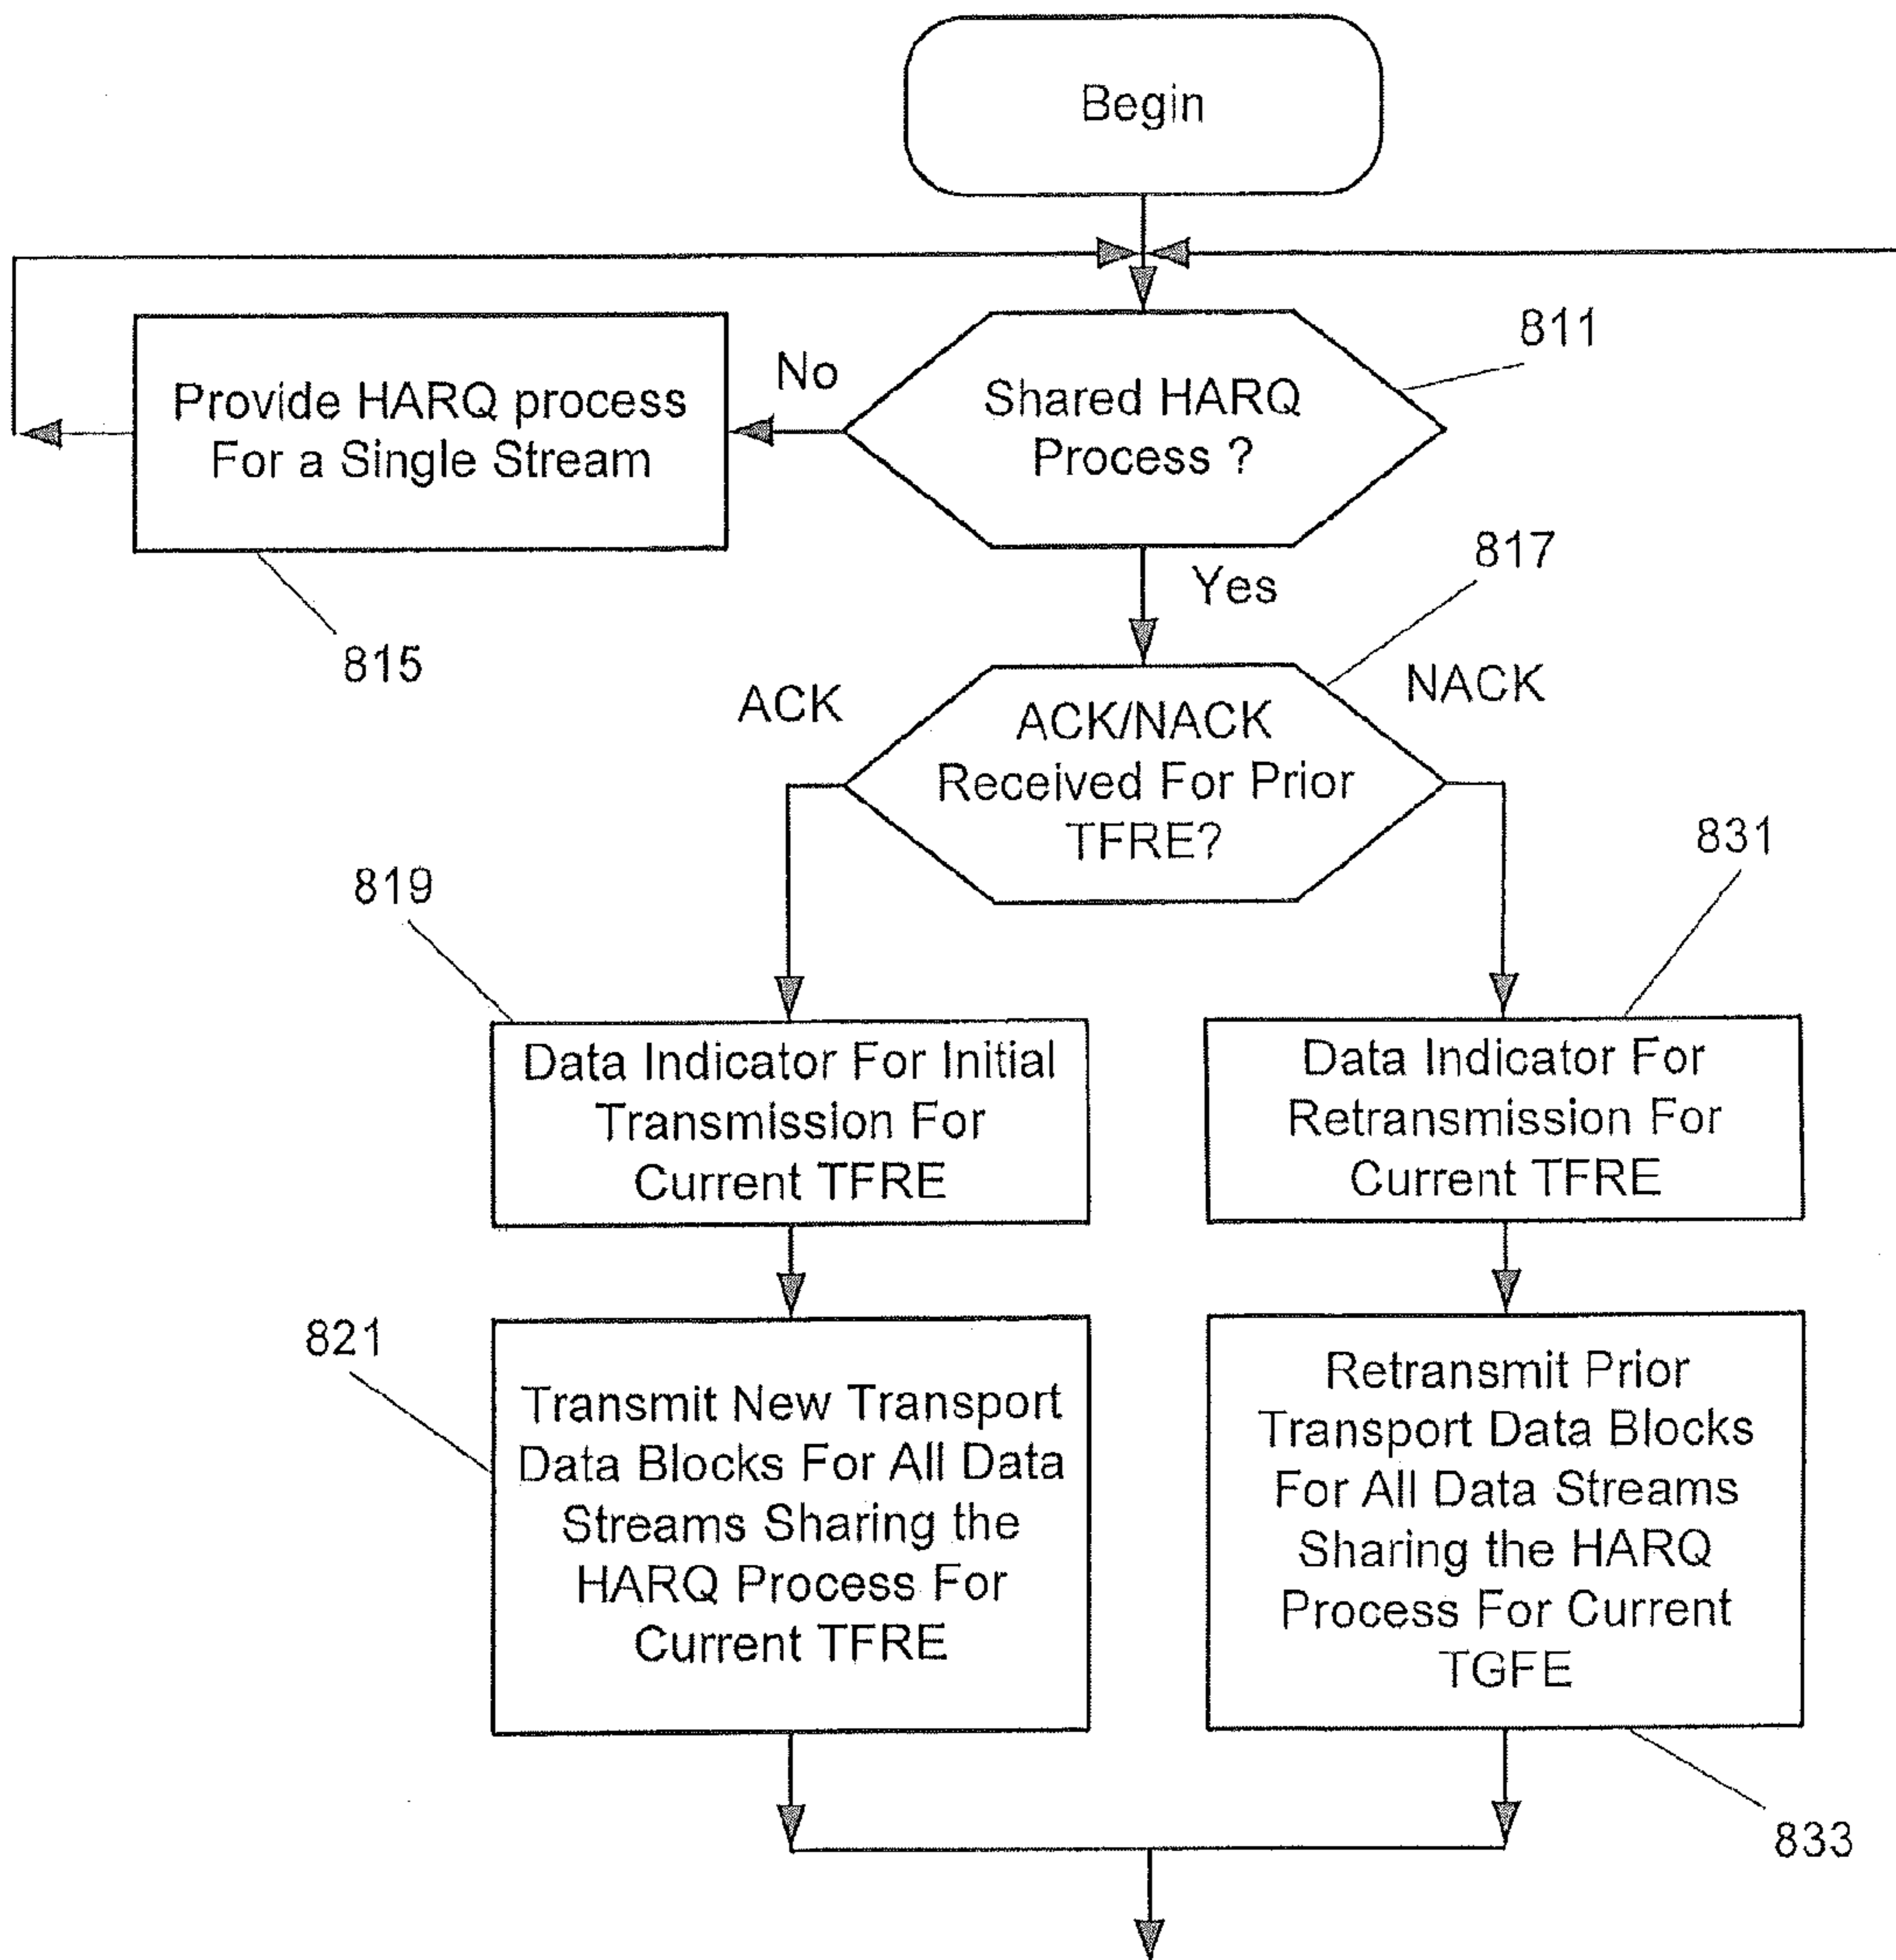 Begin
811
No
Provide HARQ process
For a Single Stream
Shared HARQ
Process ?
817
Yes
815
ACK
NACK
ACK/NACK
Received For Prior
TFRE?
831
819
Data Indicator For Initial
Transmission For
Current TFRE
Data Indicator For
Retransmission For
Current TFRE
821
Transmit New Transport
Data Blocks For All Data
Streams Sharing the
HARQ Process For
Current TFRE
Retransmit Prior
Transport Data Blocks
For All Data Streams
Sharing the HARQ
Process For Current
TGFE
833